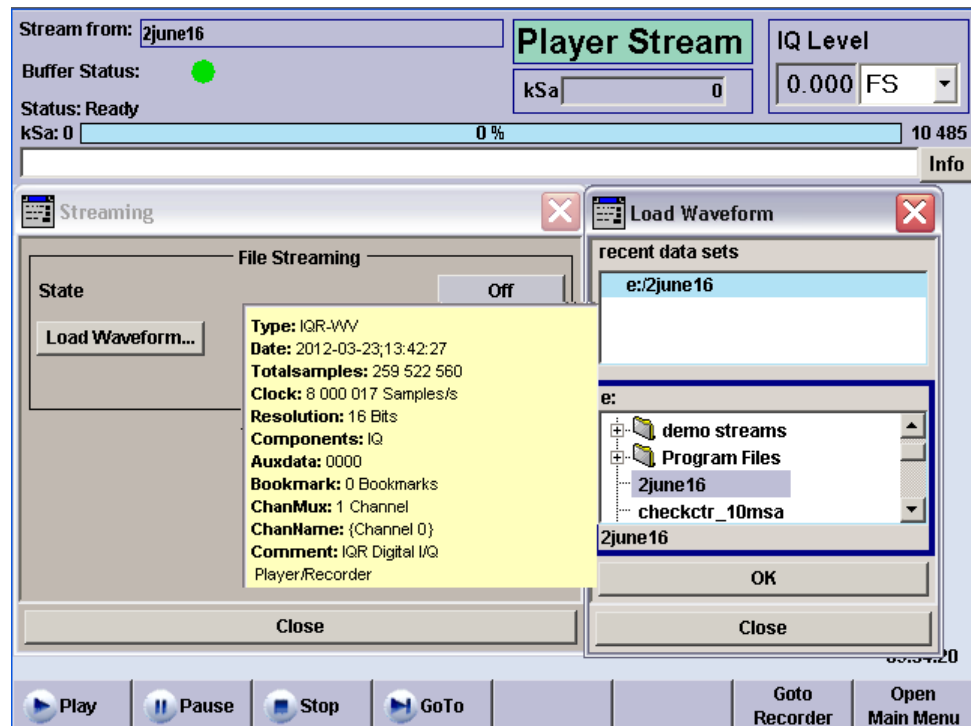 Stream from: 2june16
Player Stream
IQ Level
0.000 FS
Buffer Status:
kSa 0
Status: Ready
kSa: 0 0 % 10 485
Info
Streaming
File Streaming
State Off
Load Waveform...
Type: IQR-WV
Date: 2012-03-23;13:42:27
Totalsamples: 259 522 560
Clock: 8 000 017 Samples/s
Resolution: 16 Bits
Components: IQ
Auxdata: 0000
Bookmark: 0 Bookmarks
ChanMux: 1 Channel
ChanName: {Channel 0}
Comment: IQR Digital I/Q
Player/Recorder
Close
Load Waveform
recent data sets
e:/2june16
e:
demo streams
Program Files
2june16
checkctr_10msa
2june16
OK
Close
Play
Pause
Stop
GoTo
Goto
Recorder
Open
Main Menu